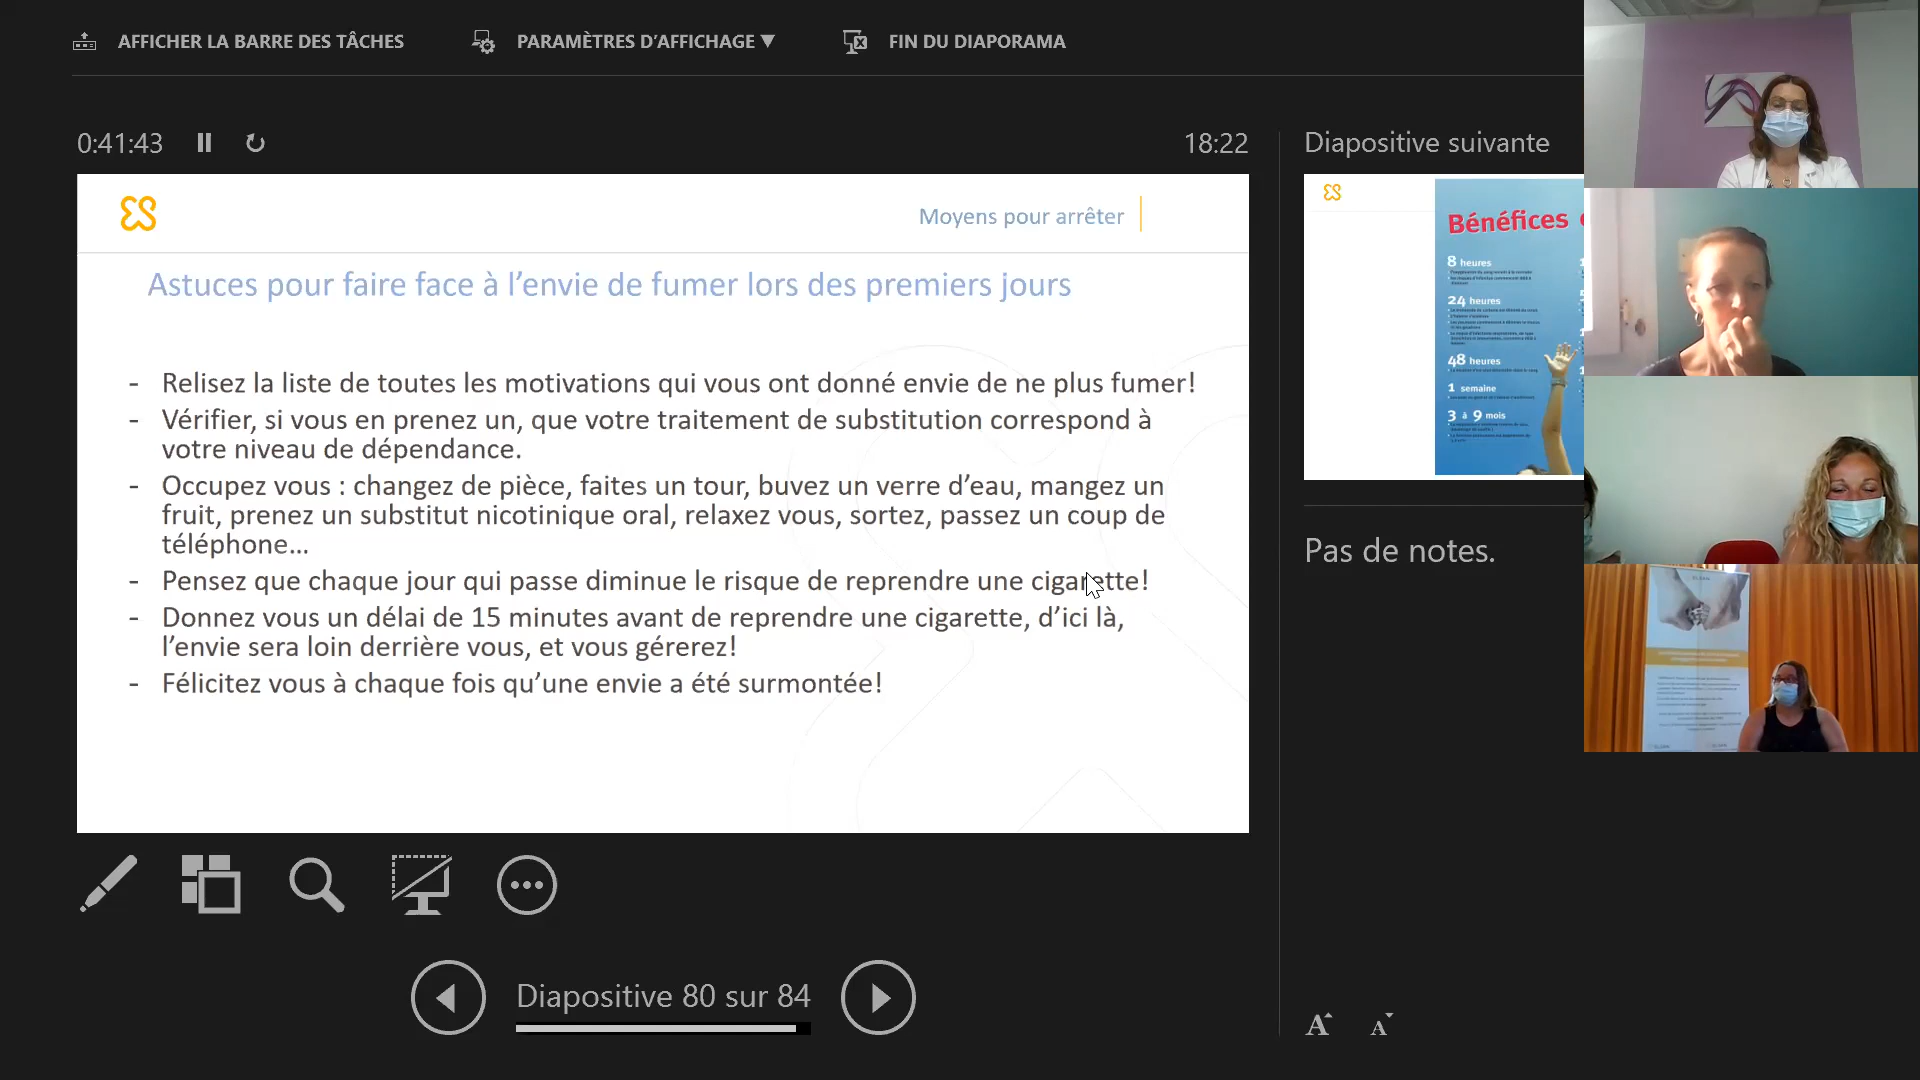 AFFICHER LA BARRE DES TÂCHES
PARAMÈTRES D'AFFICHAGE ▼
FIN DU DIAPORAMA
0:41:43
18:22
Moyens pour arrêter
Astuces pour faire face à l'envie de fumer lors des premiers jours
- Relisez la liste de toutes les motivations qui vous ont donné envie de ne plus fumer!
- Vérifier, si vous en prenez un, que votre traitement de substitution correspond à
votre niveau de dépendance.
- Occupez vous : changez de pièce, faites un tour, buvez un verre d'eau, mangez un
fruit, prenez un substitut nicotinique oral, relaxez vous, sortez, passez un coup de
téléphone...
- Pensez que chaque jour qui passe diminue le risque de reprendre une cigarette!
- Donnez vous un délai de 15 minutes avant de reprendre une cigarette, d'ici là,
l'envie sera loin derrière vous, et vous gérerez!
- Félicitez vous à chaque fois qu'une envie a été surmontée!
Diapositive 80 sur 84
Diapositive suivante
Bénéfices
8 heures
24 heures
48 heures
1 semaine
3 à 9 mois
Pas de notes.
A A